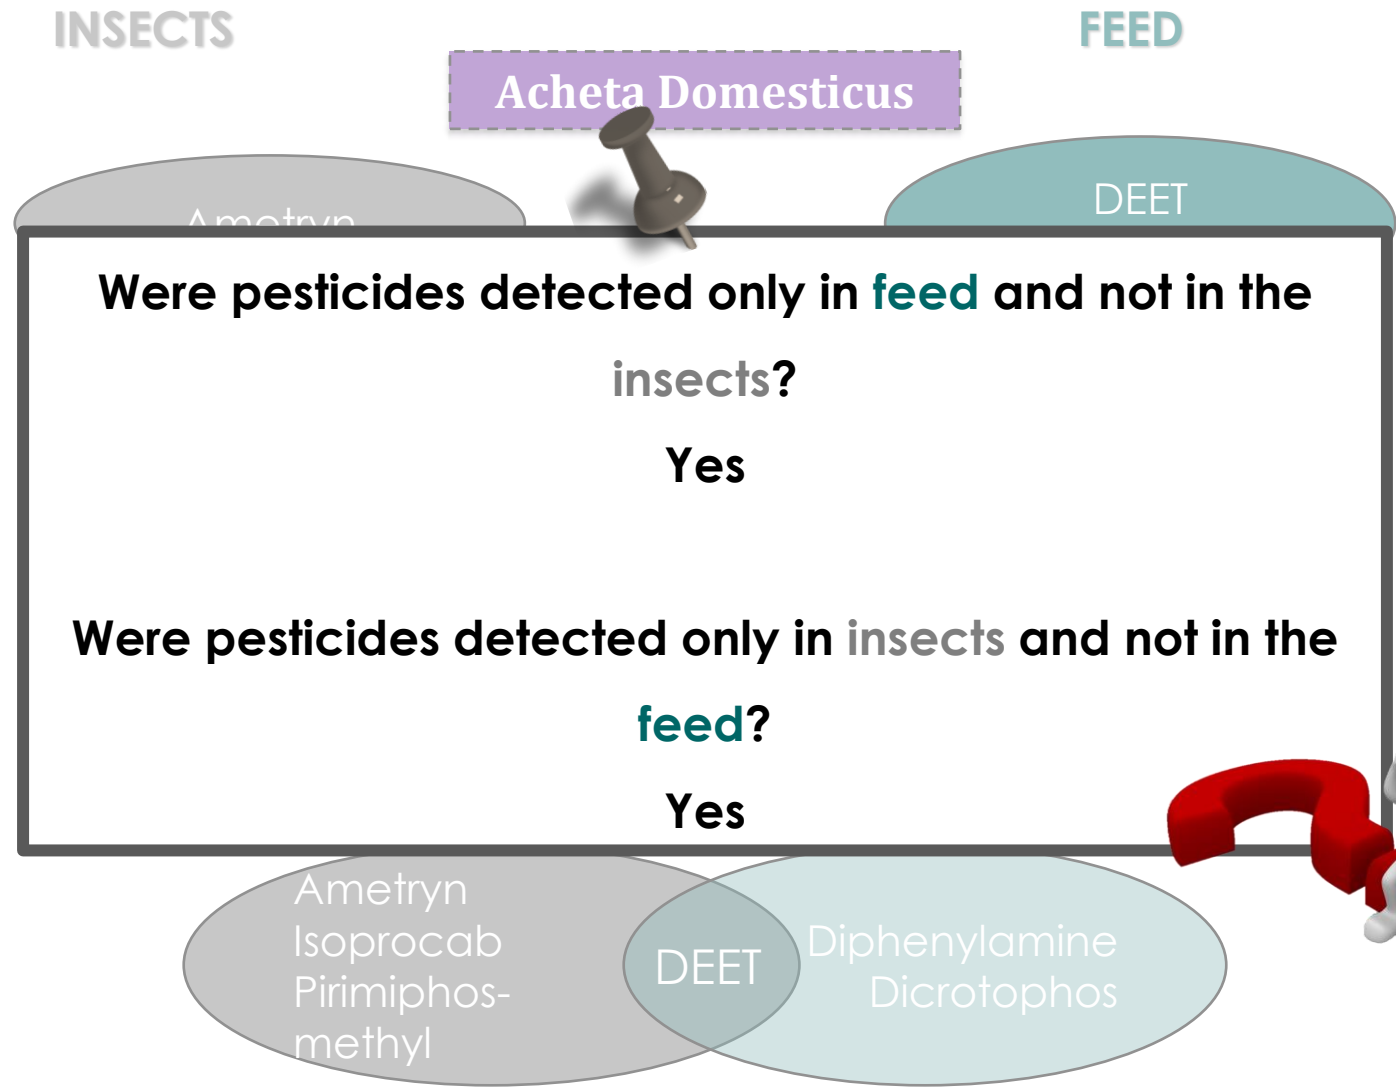 INSECTS
FEED
Acheta Domesticus
Ametryn
DEET
Were pesticides detected only in feed and not in the
insects?
Yes
Were pesticides detected only in insects and not in the
feed?
Yes
Ametryn
Isoprocab
Pirimiphos-
methyl
DEET
Diphenylamine
Dicrotophos